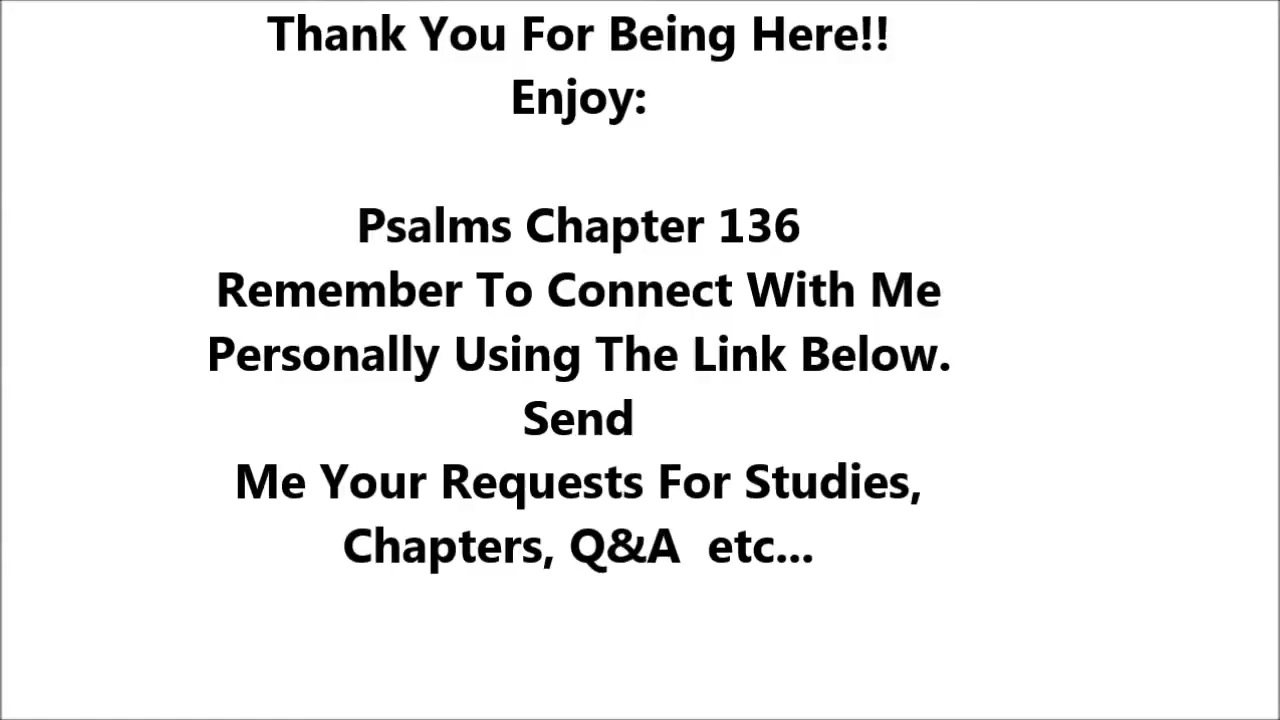 Thank You For Being Here!!
Enjoy:
Psalms Chapter 136
Remember To Connect With Me
Personally Using The Link Below.
Send
Me Your Requests For Studies,
Chapters, Q&A  etc...